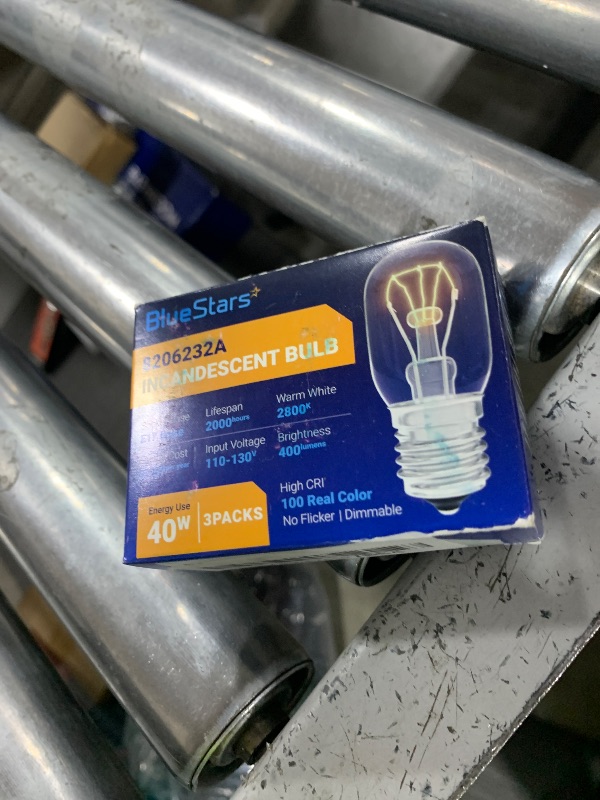 BlueStars
8206232A
INCANDESCENT BULB
Lifespan
2000hours
Warm White
2800K
Input Voltage
110-130V
Brightness
400lumens
Energy Use
40W
3PACKS
High CRI
100 Real Color
No Flicker | Dimmable